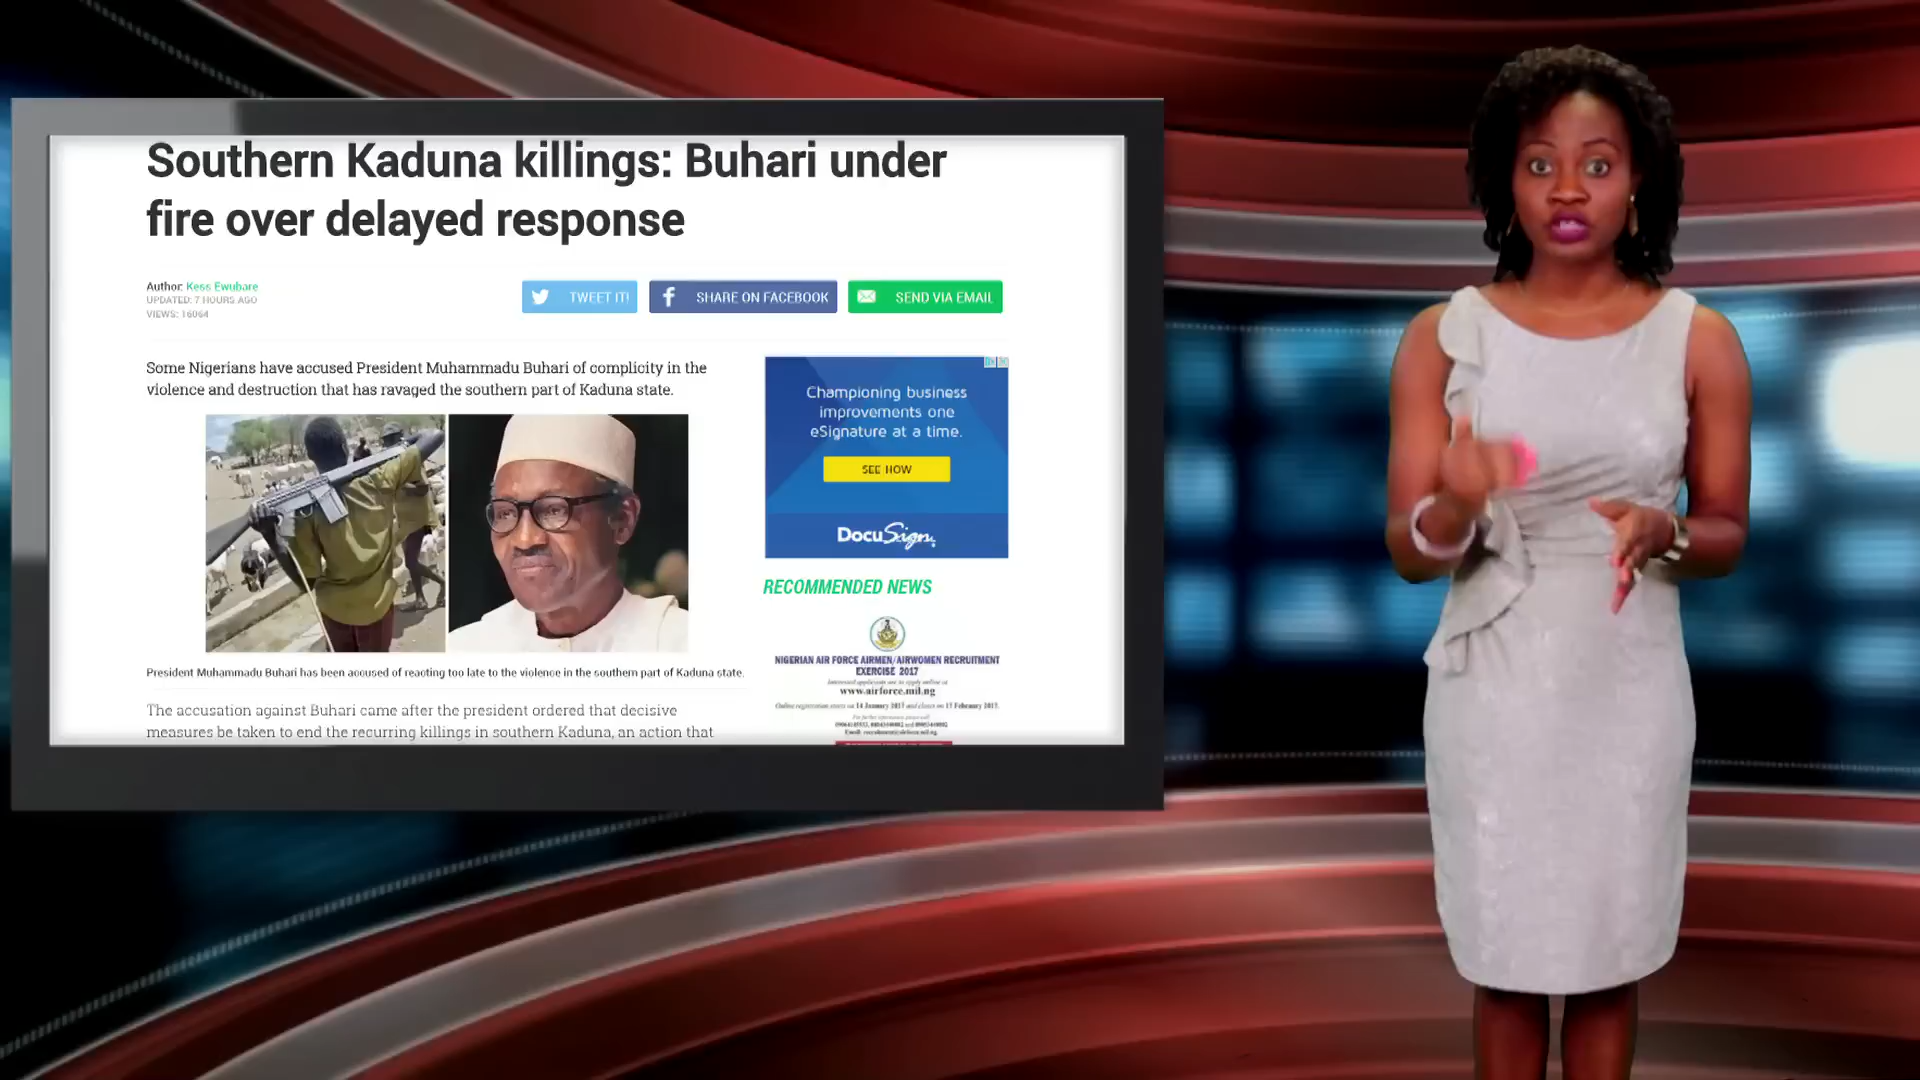 Southern Kaduna killings: Buhari under
fire over delayed response
Author: Kess Ewubare
UPDATED: 7 HOURS AGO
VIEWS: 16064
TWEET IT!
SHARE ON FACEBOOK
SEND VIA EMAIL
Some Nigerians have accused President Muhammadu Buhari of complicity in the
violence and destruction that has ravaged the southern part of Kaduna state.
President Muhammadu Buhari has been accused of reacting too late to the violence in the southern part of Kaduna state.
The accusation against Buhari came after the president ordered that decisive
measures be taken to end the recurring killings in southern Kaduna, an action that
Championing business
improvements one
eSignature at a time.
SEE NOW
DocuSign
RECOMMENDED NEWS
NIGERIAN AIR FORCE AIRMEN/AIRWOMEN RECRUITMENT
EXERCISE 2017
www.airforce.mil.ng